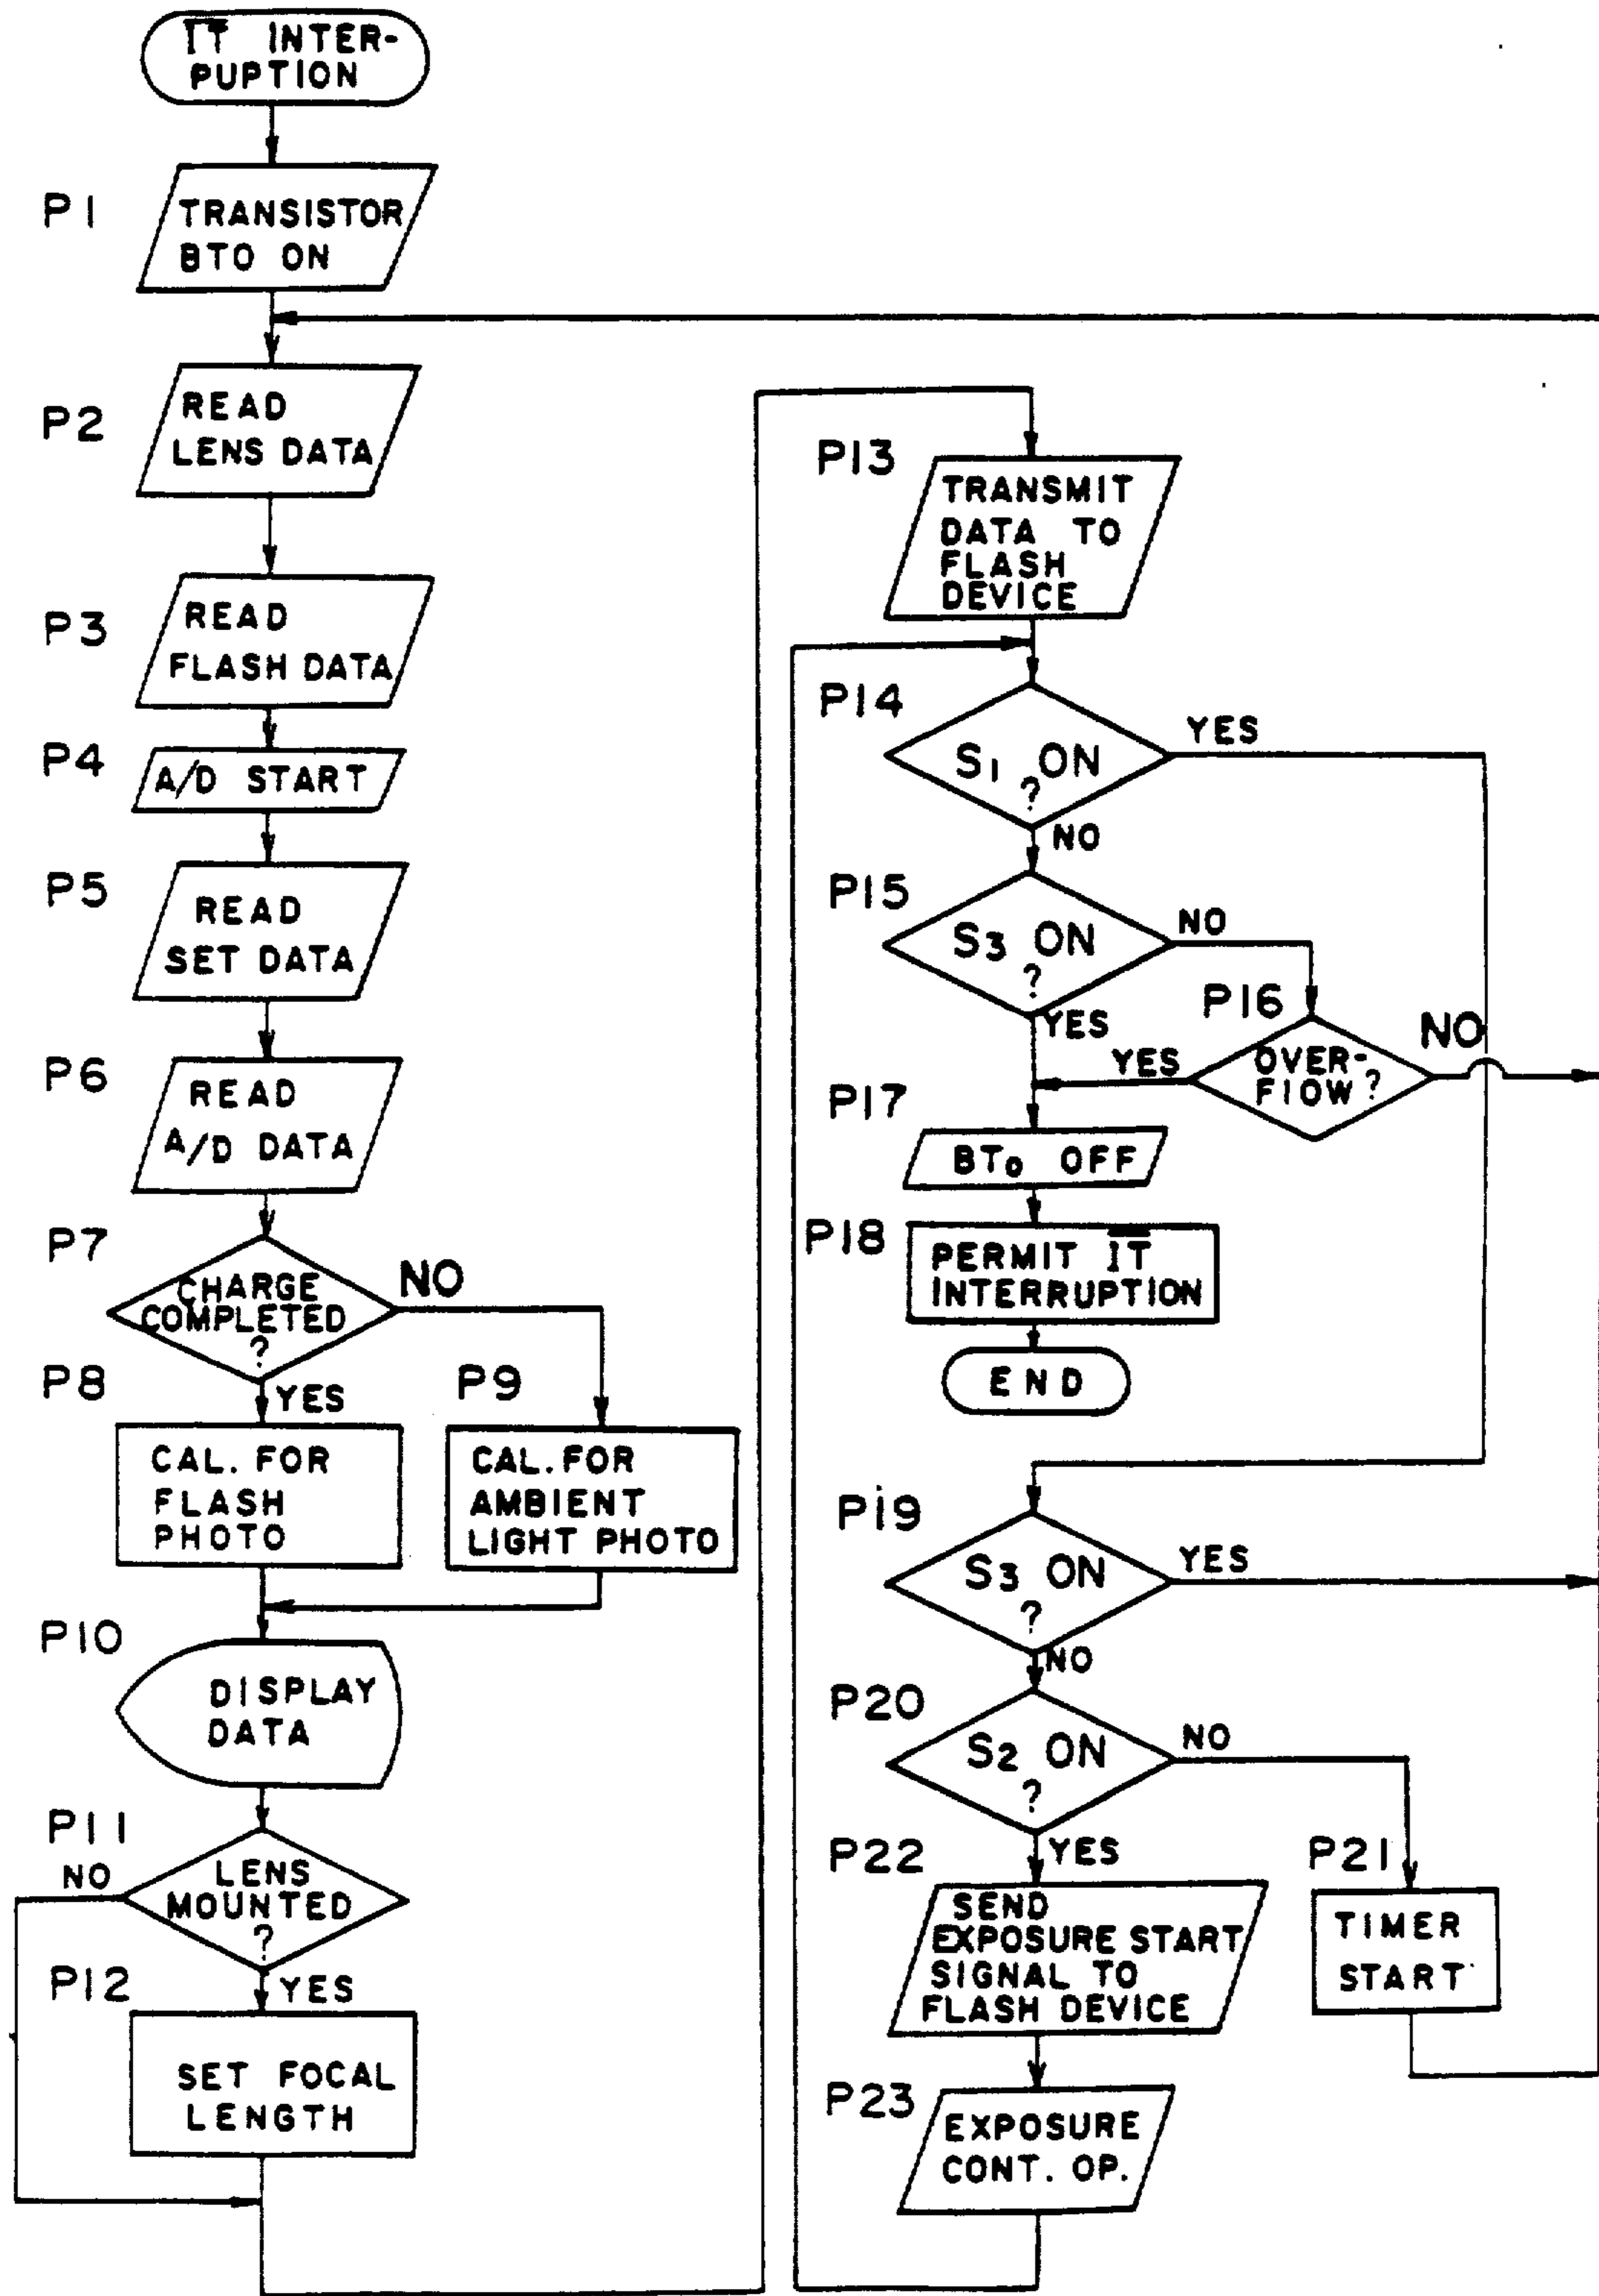 I̅T̅ INTER-
PUPTION
P1
TRANSISTOR
BTO ON
P2
READ
LENS DATA
P3
READ
FLASH DATA
P4
A/D START
P5
READ
SET DATA
P6
READ
A/D DATA
P7
CHARGE
COMPLETED
?
NO
YES
P8
CAL. FOR
FLASH
PHOTO
P9
CAL. FOR
AMBIENT
LIGHT PHOTO
P10
DISPLAY
DATA
P11
NO
LENS
MOUNTED
?
YES
P12
SET FOCAL
LENGTH
P13
TRANSMIT
DATA TO
FLASH
DEVICE
P14
S1 ON
?
YES
NO
P15
S3 ON
?
NO
YES
P16
OVER-
FLOW?
YES
NO
P17
BTo OFF
P18
PERMIT I̅T̅
INTERRUPTION
END
P19
S3 ON
?
YES
NO
P20
S2 ON
?
NO
YES
P21
TIMER
START
P22
SEND
EXPOSURE START
SIGNAL TO
FLASH DEVICE
P23
EXPOSURE
CONT. OP.